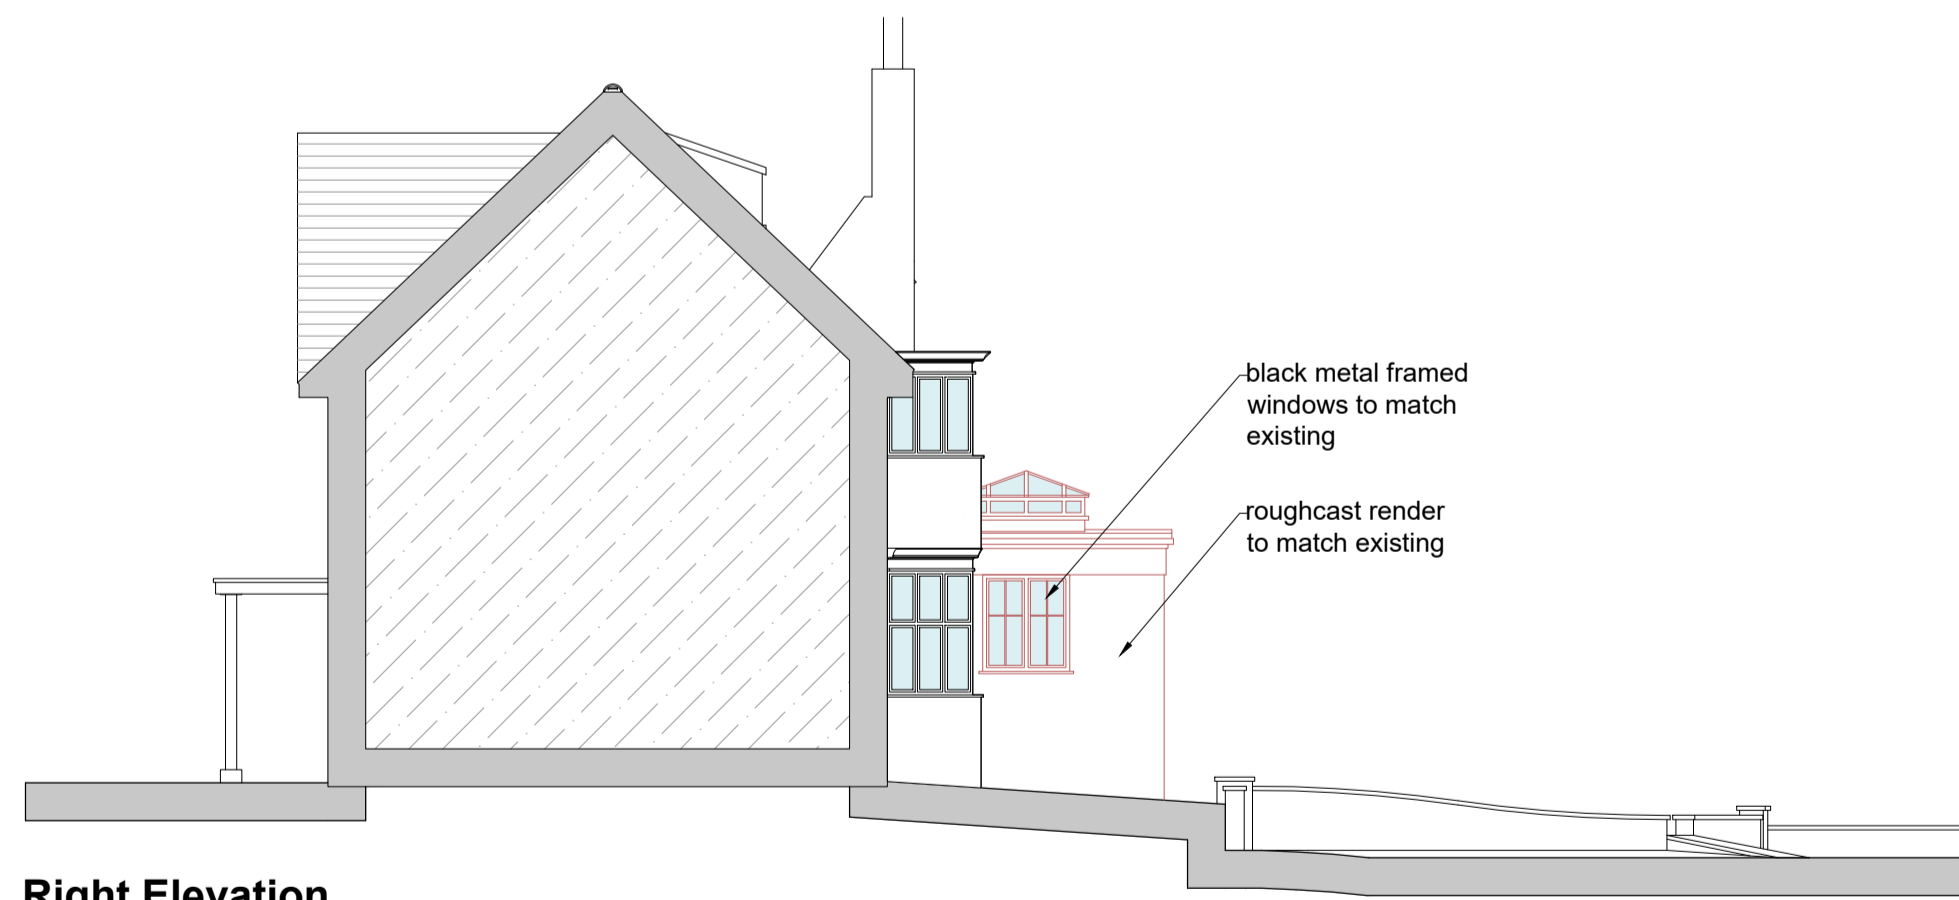 black metal framed
windows to match
existing
roughcast render
to match existing
Right Elevation